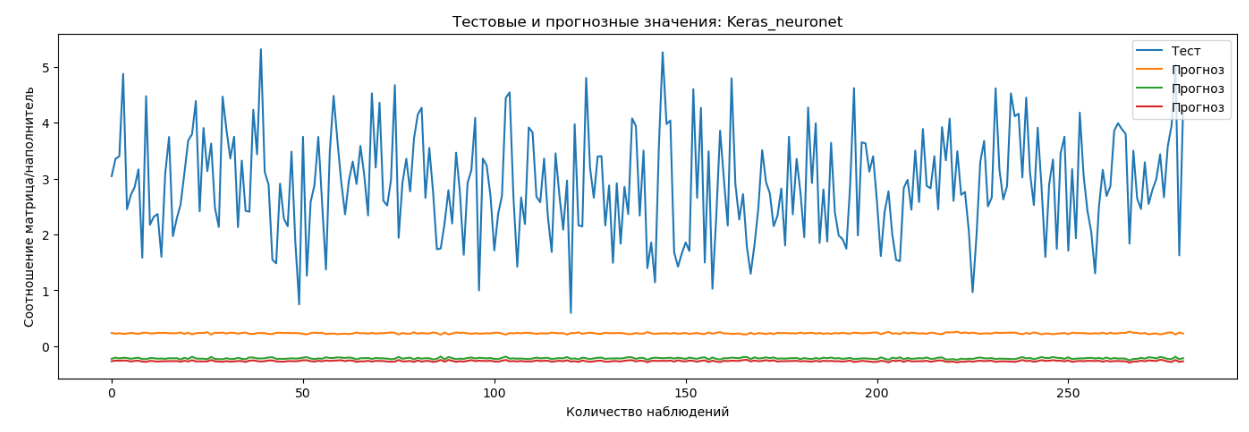 Тестовые и прогнозные значения: Keras_neuronet
Соотношение матрица/наполнитель
5
4
3
2
1
0
Тест
Прогноз
Прогноз
Прогноз
0 50 100 150 200 250
Количество наблюдений